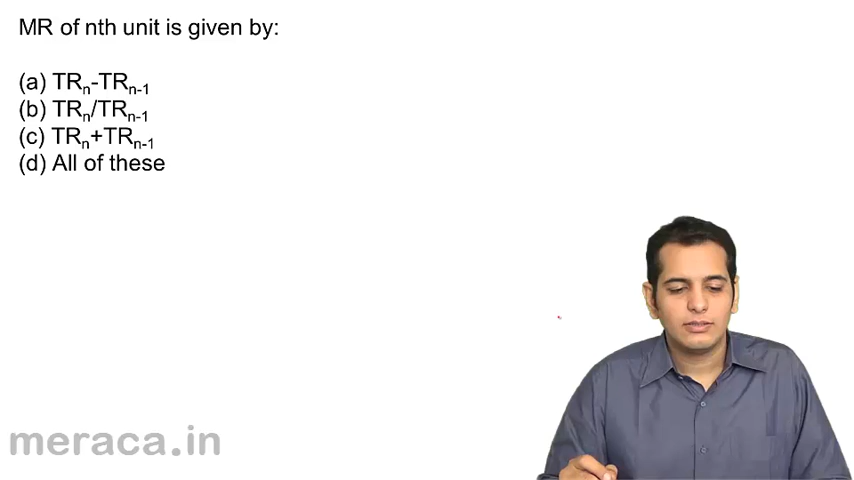 MR of nth unit is given by:
(a) TRn-TRn-1
(b) TRn/TRn-1
(c) TRn+TRn-1
(d) All of these
meraca.in